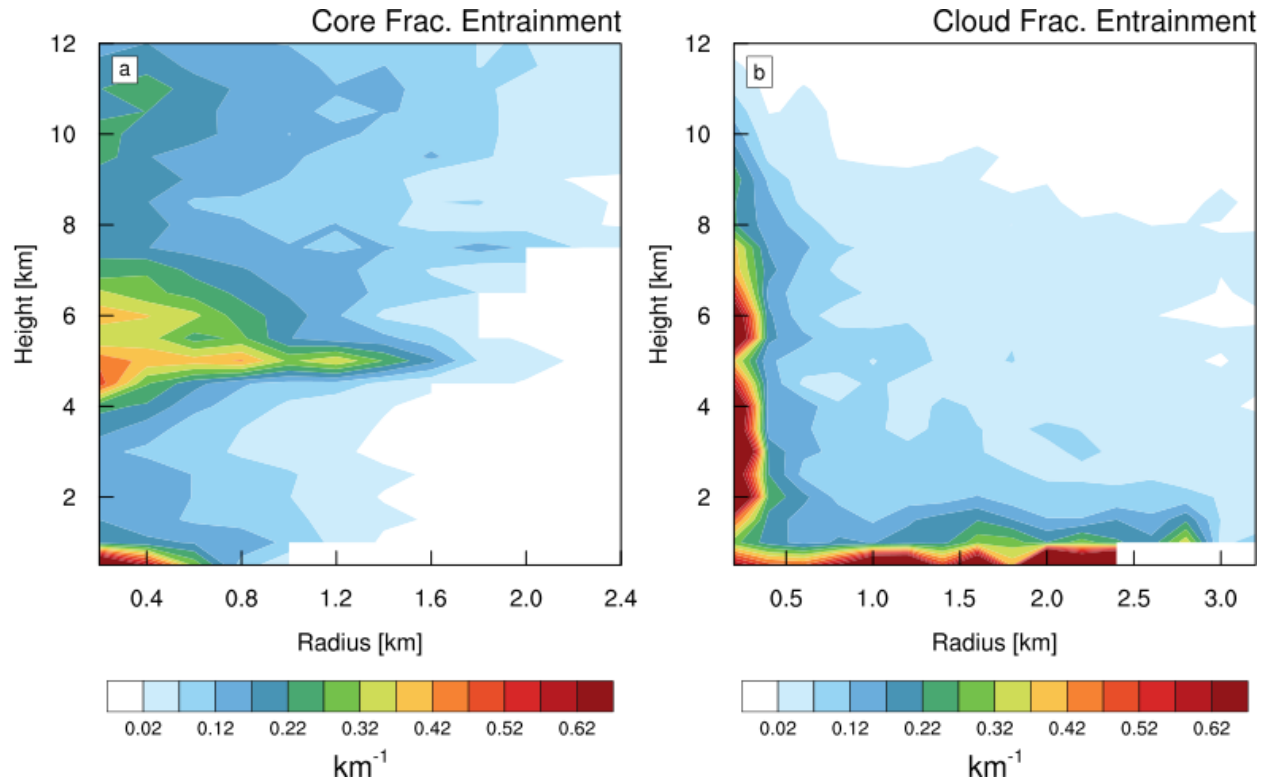 Core Frac. Entrainment
a
12
10
8
6
4
2
Height [km]
0.4 0.8 1.2 1.6 2.0 2.4
Radius [km]
0.02 0.12 0.22 0.32 0.42 0.52 0.62
km-1
Cloud Frac. Entrainment
b
12
10
8
6
4
2
Height [km]
0.5 1.0 1.5 2.0 2.5 3.0
Radius [km]
0.02 0.12 0.22 0.32 0.42 0.52 0.62
km-1